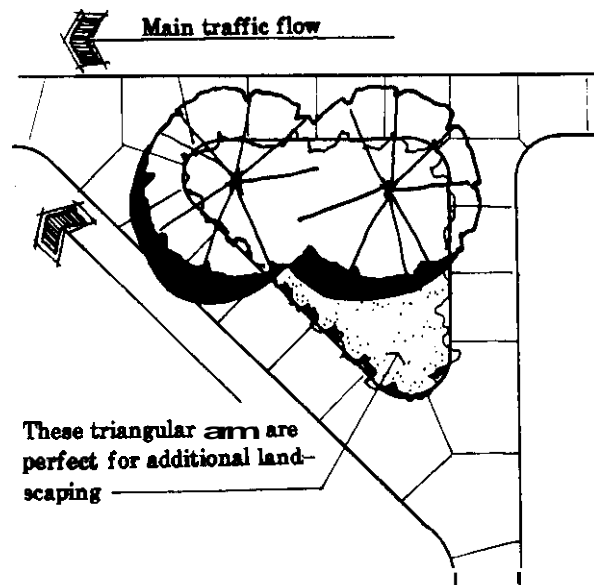 Main traffic flow
These triangular arm are
perfect for additional land-
scaping